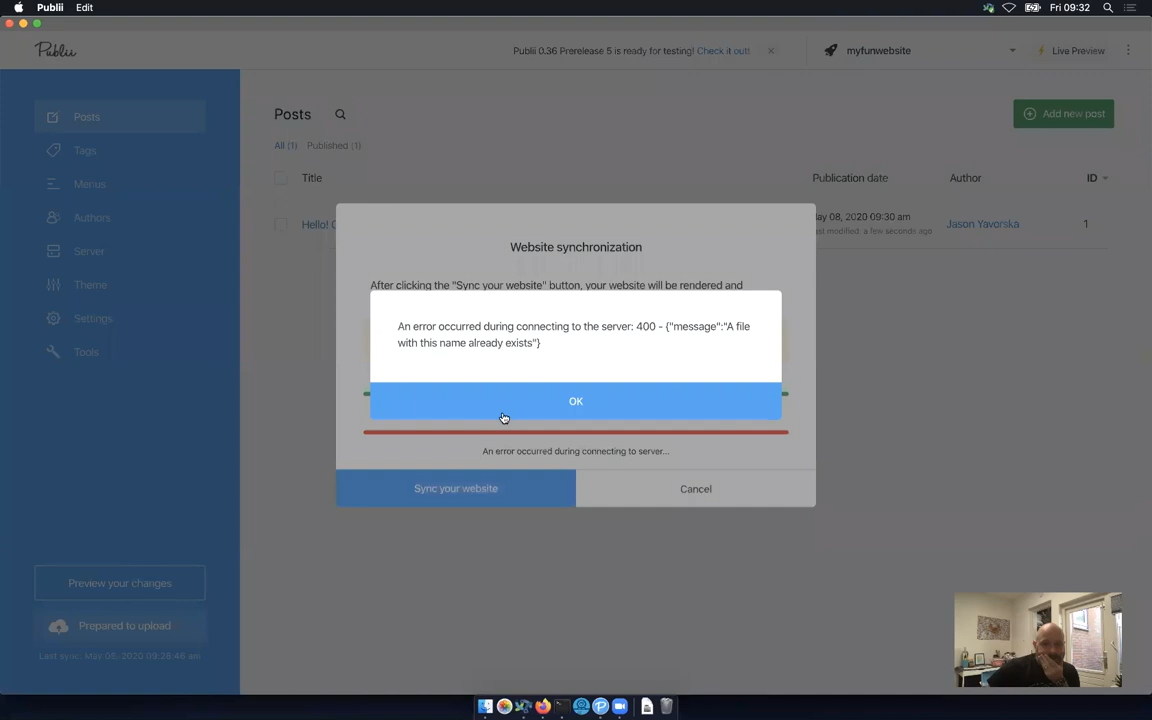 Publii Edit
Fri 09:32
Publii
Publii 0.36 Prerelease 5 is ready for testing! Check it out!
myfunwebsite
Live Preview
Posts
Tags
Menus
Authors
Server
Theme
Settings
Tools
Preview your changes
Prepared to upload
Last sync: May 08, 2020 09:28:46 am
Posts
Add new post
All (1) Published (1)
Title Publication date Author ID
Hello!
May 08, 2020 09:30 am
last modified: a few seconds ago
Jason Yavorska
1
Website synchronization
After clicking the "Sync your website" button, your website will be rendered and
An error occurred during connecting to the server: 400 - {"message":"A file
with this name already exists"}
OK
An error occurred during connecting to server...
Sync your website
Cancel